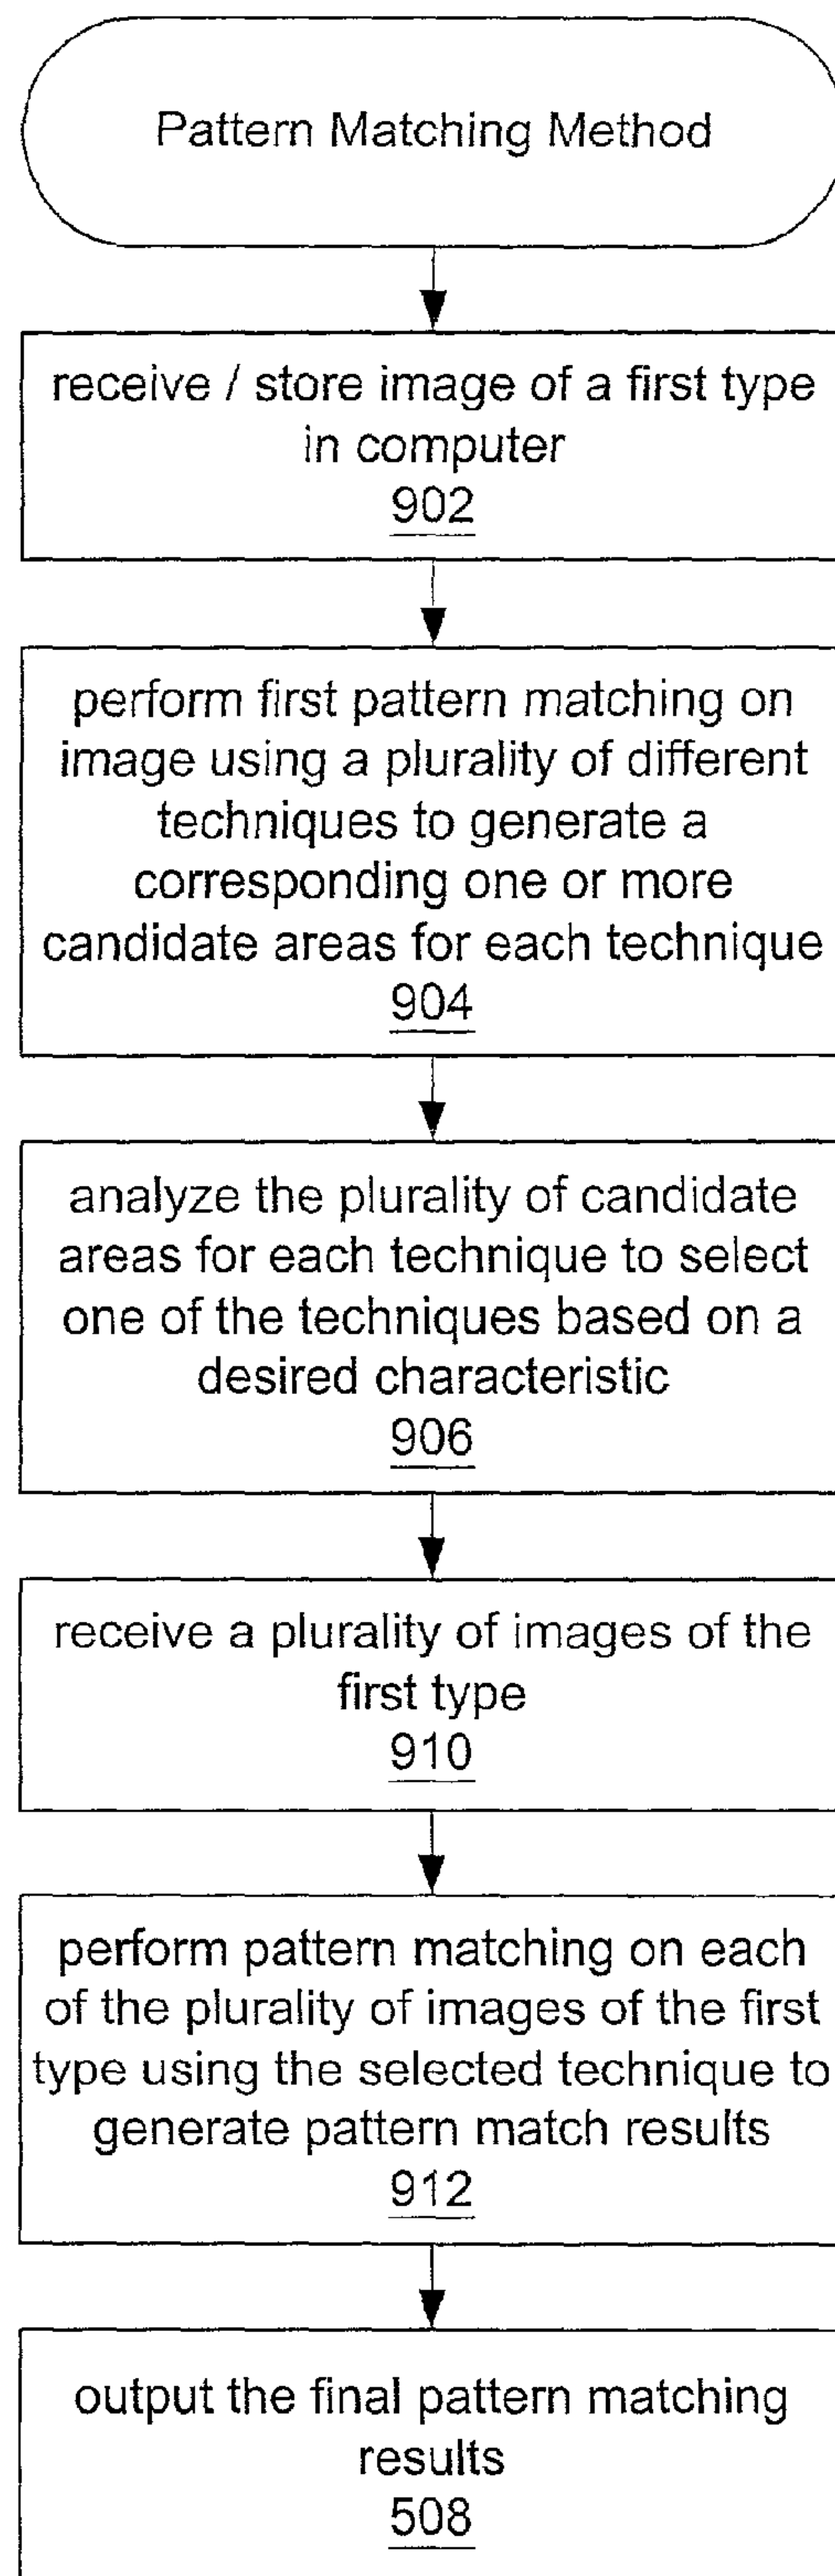 Pattern Matching Method
receive / store image of a first type
in computer
902
perform first pattern matching on
image using a plurality of different
techniques to generate a
corresponding one or more
candidate areas for each technique
904
analyze the plurality of candidate
areas for each technique to select
one of the techniques based on a
desired characteristic
906
receive a plurality of images of the
first type
910
perform pattern matching on each
of the plurality of images of the first
type using the selected technique to
generate pattern match results
912
output the final pattern matching
results
508